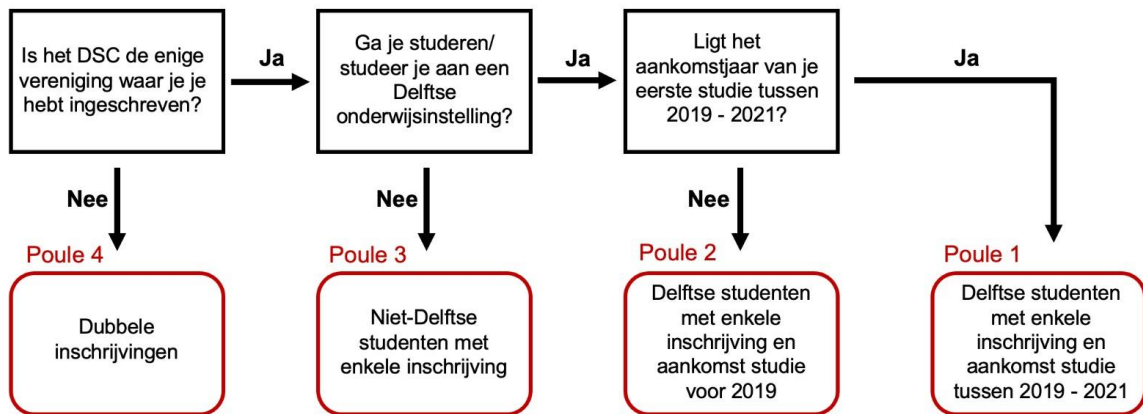 Is het DSC de enige
vereniging waar je je
hebt ingeschreven?
Ja
Ga je studeren/
studeer je aan een
Delftse
onderwijsinstelling?
Ja
Ligt het
aankomstjaar van je
eerste studie tussen
2019 - 2021?
Ja
Nee
Nee
Nee
Poule 4
Dubbele
inschrijvingen
Poule 3
Niet-Delftse
studenten met
enkele inschrijving
Poule 2
Delftse studenten
met enkele
inschrijving en
aankomst studie
voor 2019
Poule 1
Delftse studenten
met enkele
inschrijving en
aankomst studie
tussen 2019 - 2021